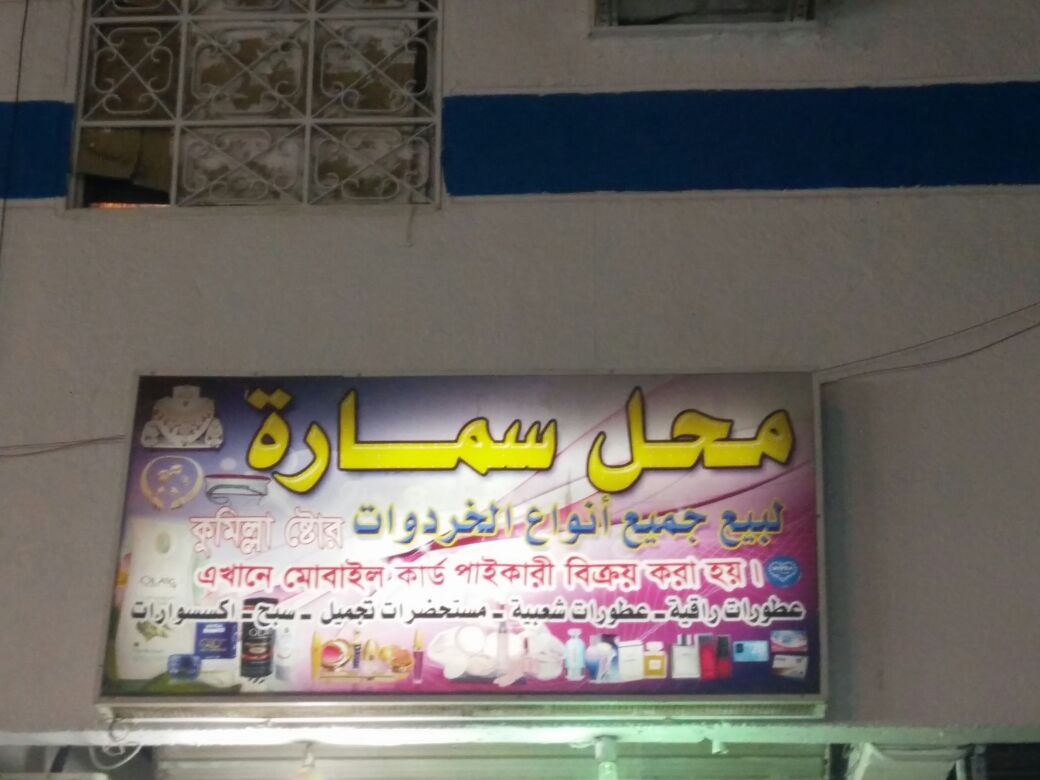 محل سمارة
لبيع جميع أنواع الخردوات
কুমিল্লা ষ্টোর
এখানে মোবাইল কার্ড পাইকারী বিক্রয় করা হয়।
عطورات راقية - عطورات شعبية - مستحضرات تجميل - سبح - اكسسوارات
OLAY